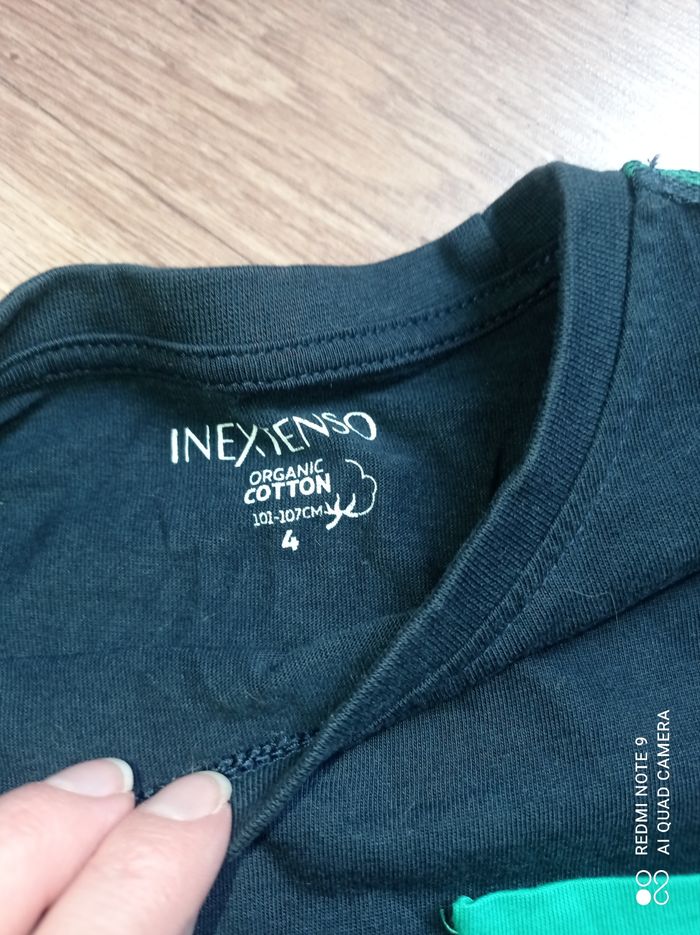 INEXTENSO
ORGANIC
COTTON
101-107CM
4
REDMI NOTE 9
AI QUAD CAMERA